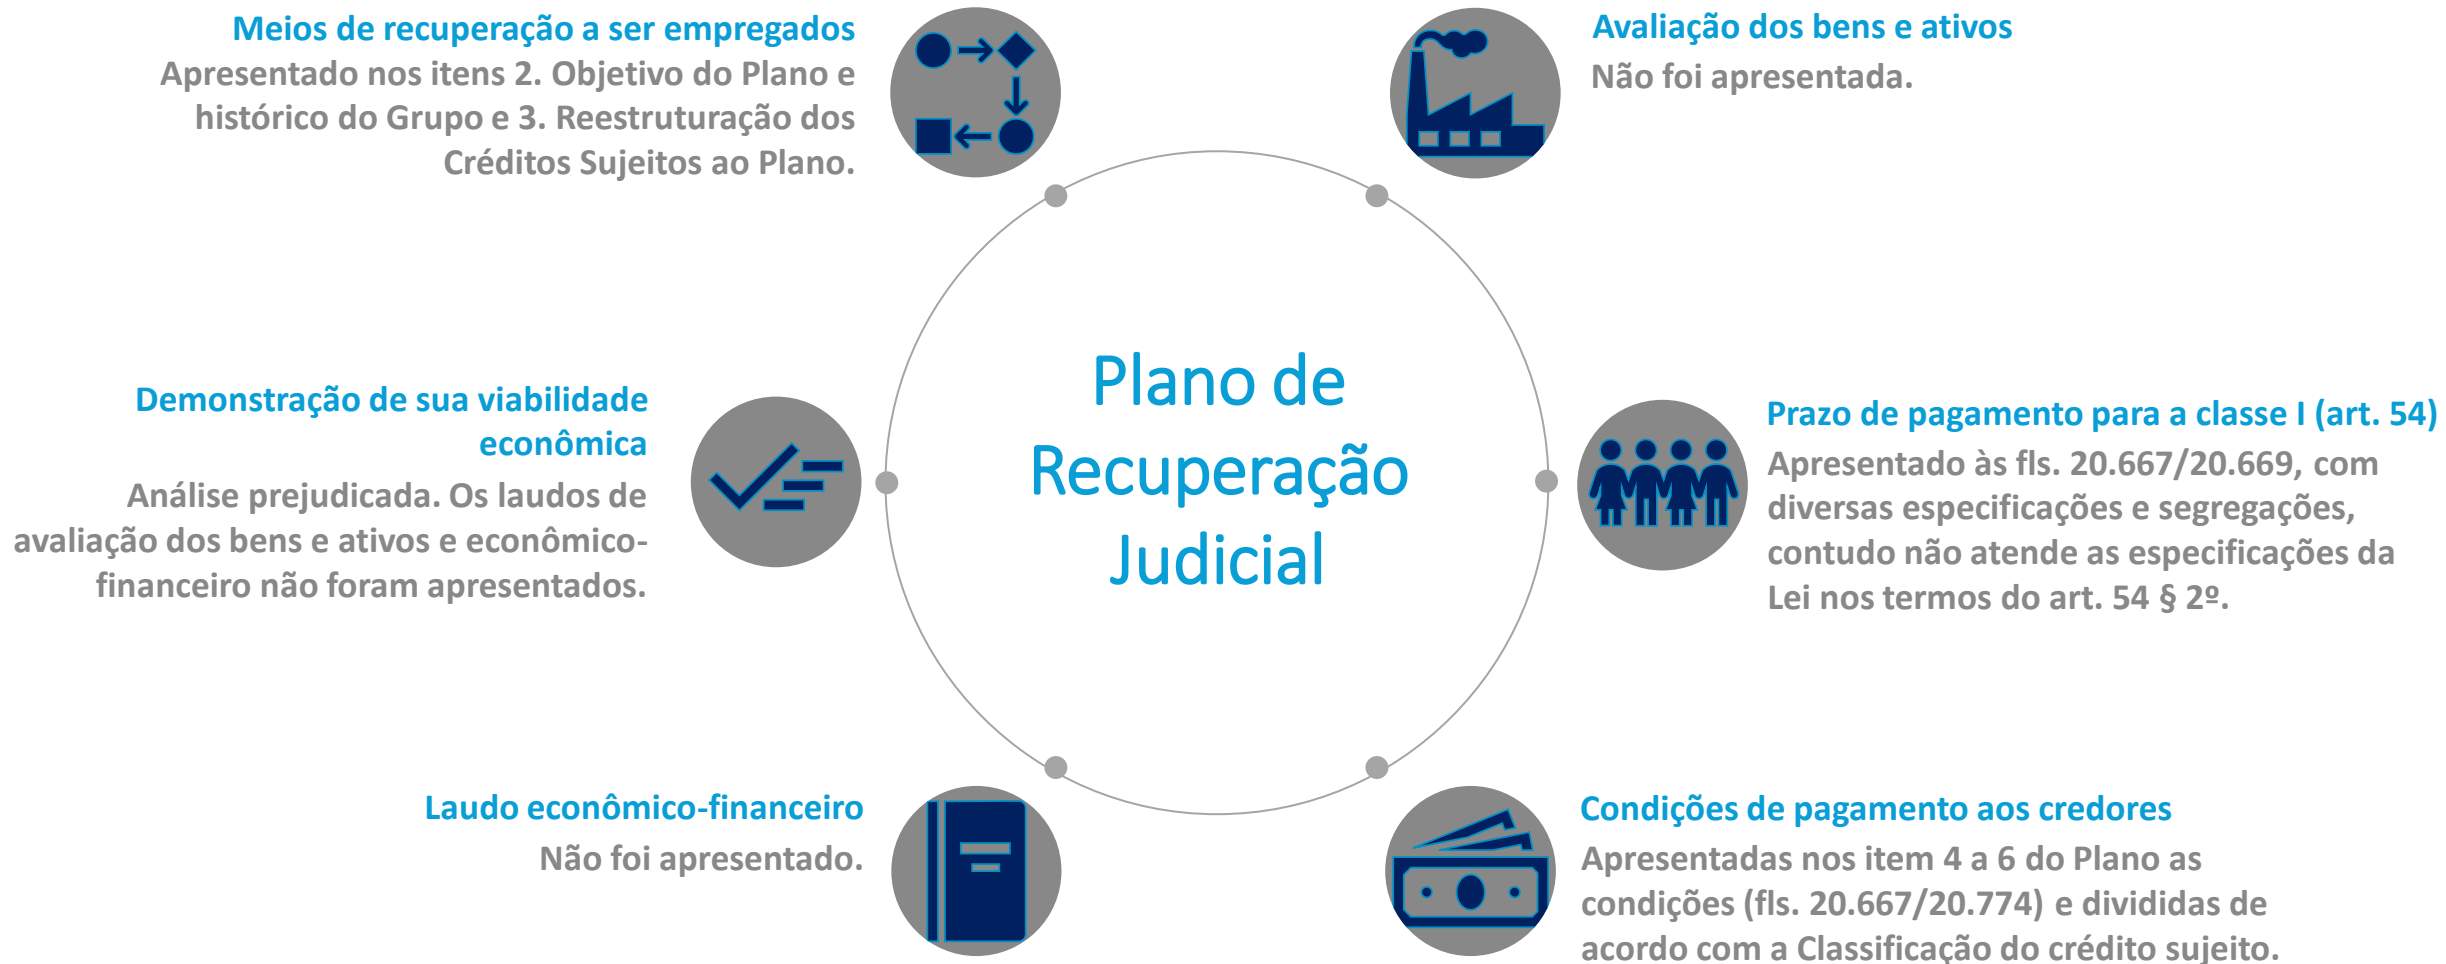 Meios de recuperação a ser empregados
Apresentado nos itens 2. Objetivo do Plano e
histórico do Grupo e 3. Reestruturação dos
Créditos Sujeitos ao Plano.
Avaliação dos bens e ativos
Não foi apresentada.
Demonstração de sua viabilidade
econômica
Análise prejudicada. Os laudos de
avaliação dos bens e ativos e econômico-
financeiro não foram apresentados.
Plano de
Recuperação
Judicial
Prazo de pagamento para a classe I (art. 54)
Apresentado às fls. 20.667/20.669, com
diversas especificações e segregações,
contudo não atende as especificações da
Lei nos termos do art. 54 § 2º.
Laudo econômico-financeiro
Não foi apresentado.
Condições de pagamento aos credores
Apresentadas nos item 4 a 6 do Plano as
condições (fls. 20.667/20.774) e divididas de
acordo com a Classificação do crédito sujeito.